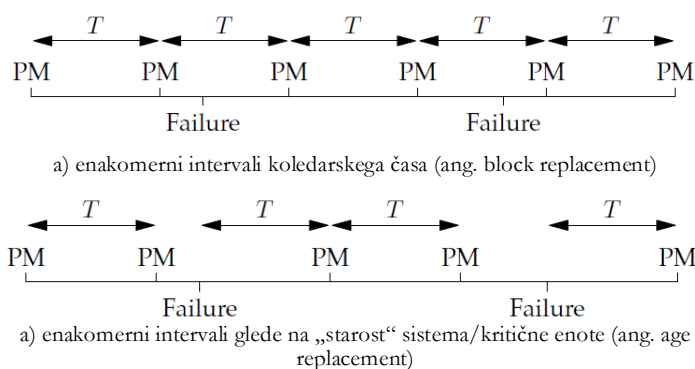 T T T T T
PM PM PM PM PM PM
Failure Failure
a) enakomerni intervali koledarskega časa (ang. block replacement)
T T T T
PM PM PM PM PM
Failure Failure
a) enakomerni intervali glede na „starost“ sistema/kritične enote (ang. age
replacement)